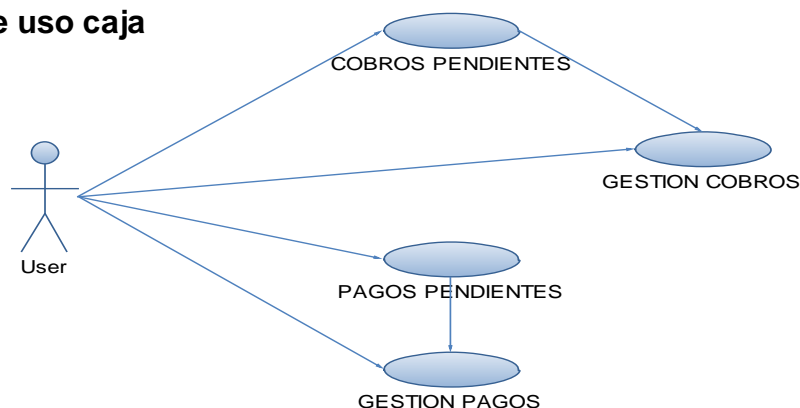 e uso caja
COBROS PENDIENTES
GESTION COBROS
User
PAGOS PENDIENTES
GESTION PAGOS